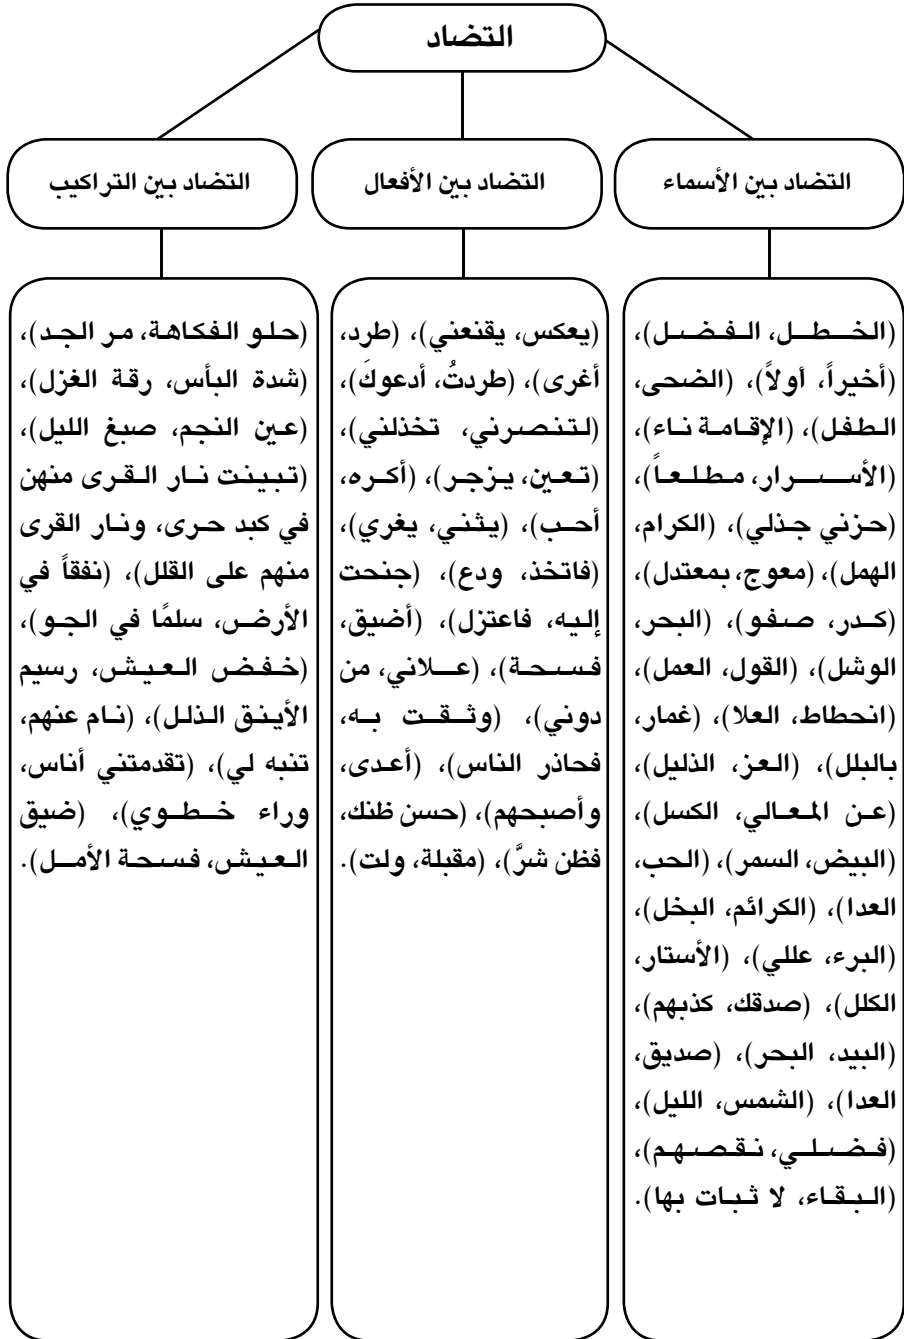 التضاد
التضاد بين الأسماء
التضاد بين الأفعال
التضاد بين التراكيب
(الخطل، الفضل)،
(أخيراً، أولاً)، (الضحى،
الطفل)، (الإقامة ناء)،
(الأسرار، مطلعاً)،
(حزني جذلي)، (الكرام،
الهمل)، (معوج، بمعتدل)،
(كدر، صفو)، (البحر،
الوشل)، (القول، العمل)،
(انحطاط، العلا)، (غمار،
بالبلل)، (العز، الذليل)،
(عن المعالي، الكسل)،
(البيض، السمر)، (الحب،
العدا)، (الكرائم، البخل)،
(البرء، عللي)، (الأستار،
الكلل)، (صدقك، كذبهم)،
(البيد، البحر)، (صديق،
العدا)، (الشمس، الليل)،
(فضلي، نقصهم)،
(البقاء، لا ثبات بها).
(يعكس، يقنعني)، (طرد،
أغرى)، (طردتُ، أدعوكَ)،
(لتنصرني، تخذلني)،
(تعين، يزجر)، (أكره،
أحب)، (يثني، يغري)،
(فاتخذ، ودع)، (جنحت
إليه، فاعتزل)، (أضيق،
فسحة)، (علاني، من
دوني)، (وثقت به،
فحاذر الناس)، (أعدى،
وأصبحهم)، (حسن ظنك،
فظن شرَّ)، (مقبلة، ولت).
(حلو الفكاهة، مر الجد)،
(شدة البأس، رقة الغزل)،
(عين النجم، صبغ الليل)،
(تبينت نار القرى منهن
في كبد حرى، ونار القرى
منهم على القلل)، (نفقاً في
الأرض، سلمًا في الجو)،
(خفض العيش، رسيم
الأينق الذلل)، (نام عنهم،
تنبه لي)، (تقدمتني أناس،
وراء خطوي)، (ضيق
العيش، فسحة الأمل).